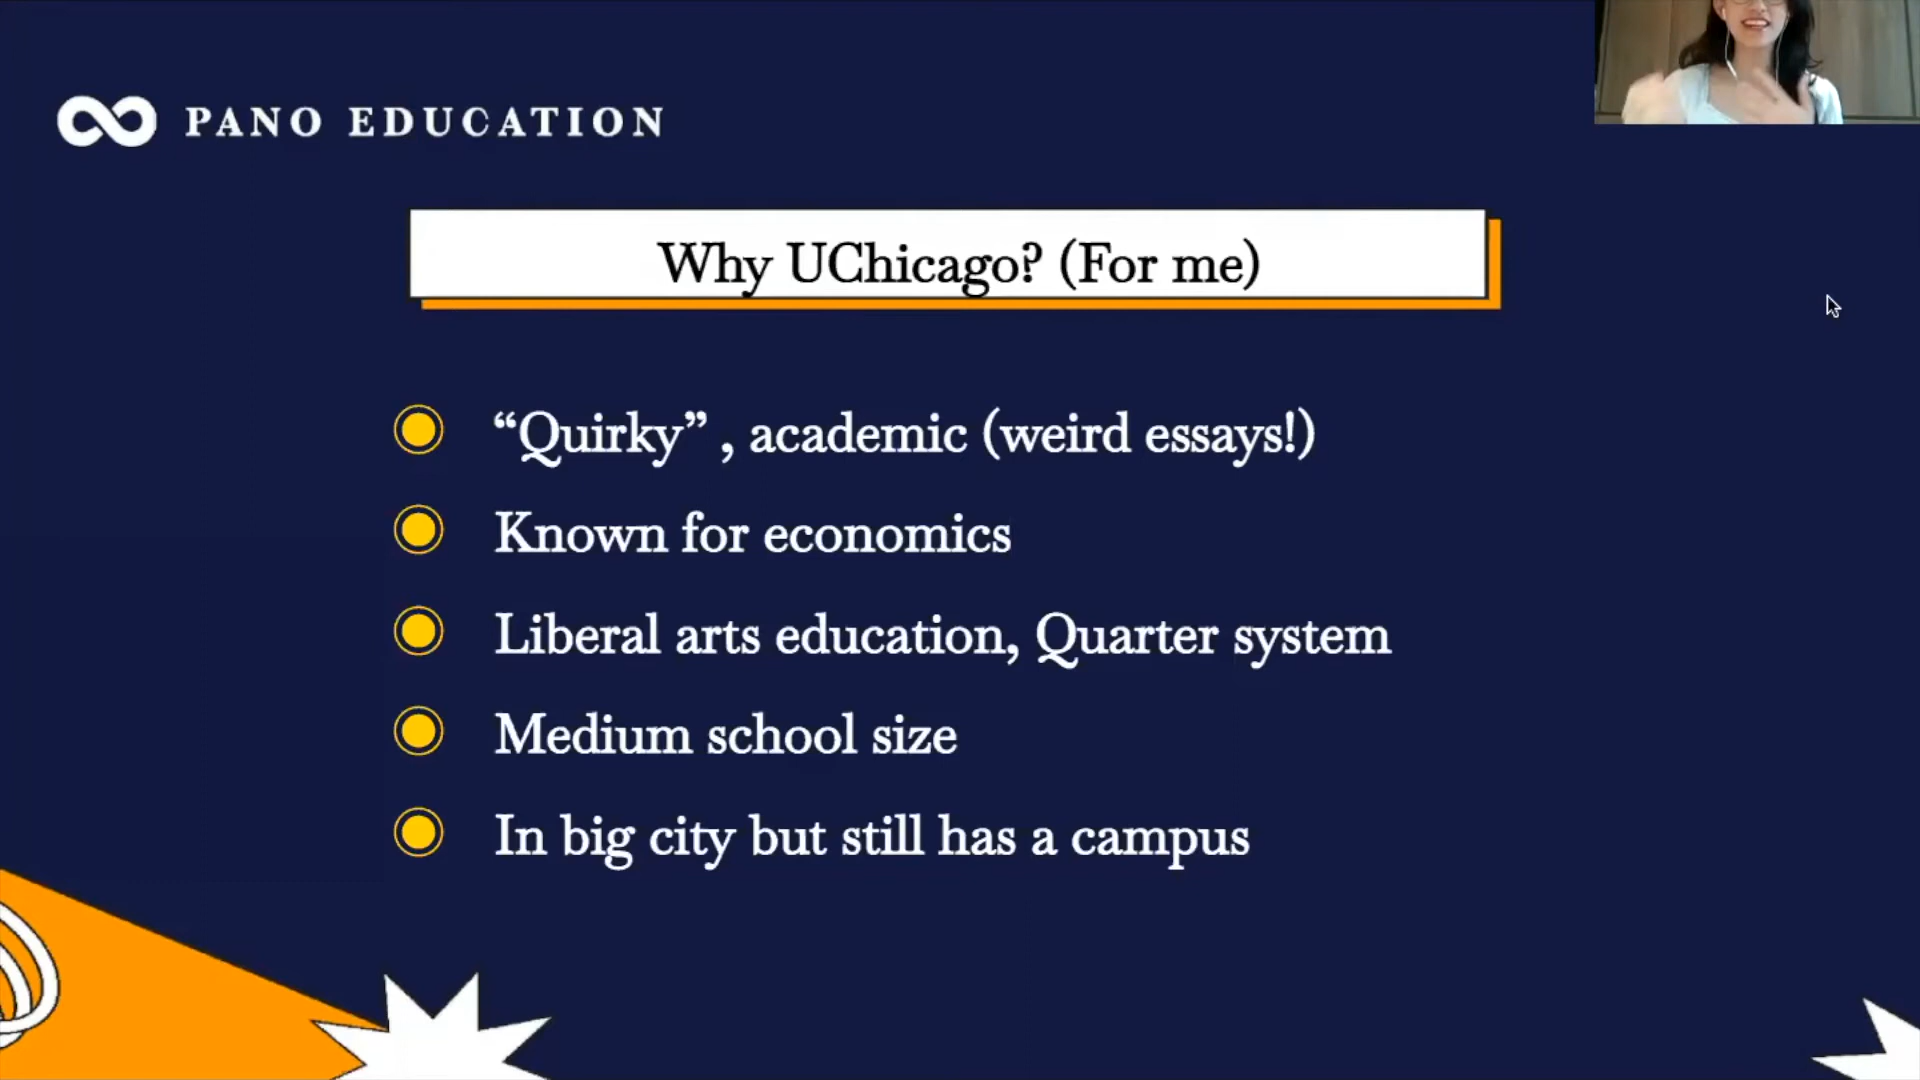 PANO EDUCATION
Why UChicago? (For me)
“Quirky” , academic (weird essays!)
Known for economics
Liberal arts education, Quarter system
Medium school size
In big city but still has a campus